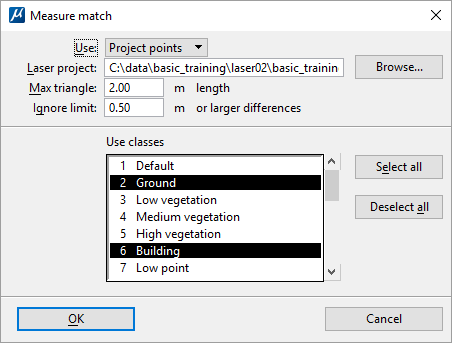 Measure match
Use: Project points
Laser project: C:\data\basic_training\laser02\basic_trainin Browse...
Max triangle: 2.00 m length
Ignore limit: 0.50 m or larger differences
Use classes
1 Default
2 Ground
3 Low vegetation
4 Medium vegetation
5 High vegetation
6 Building
7 Low point
Select all
Deselect all
OK Cancel